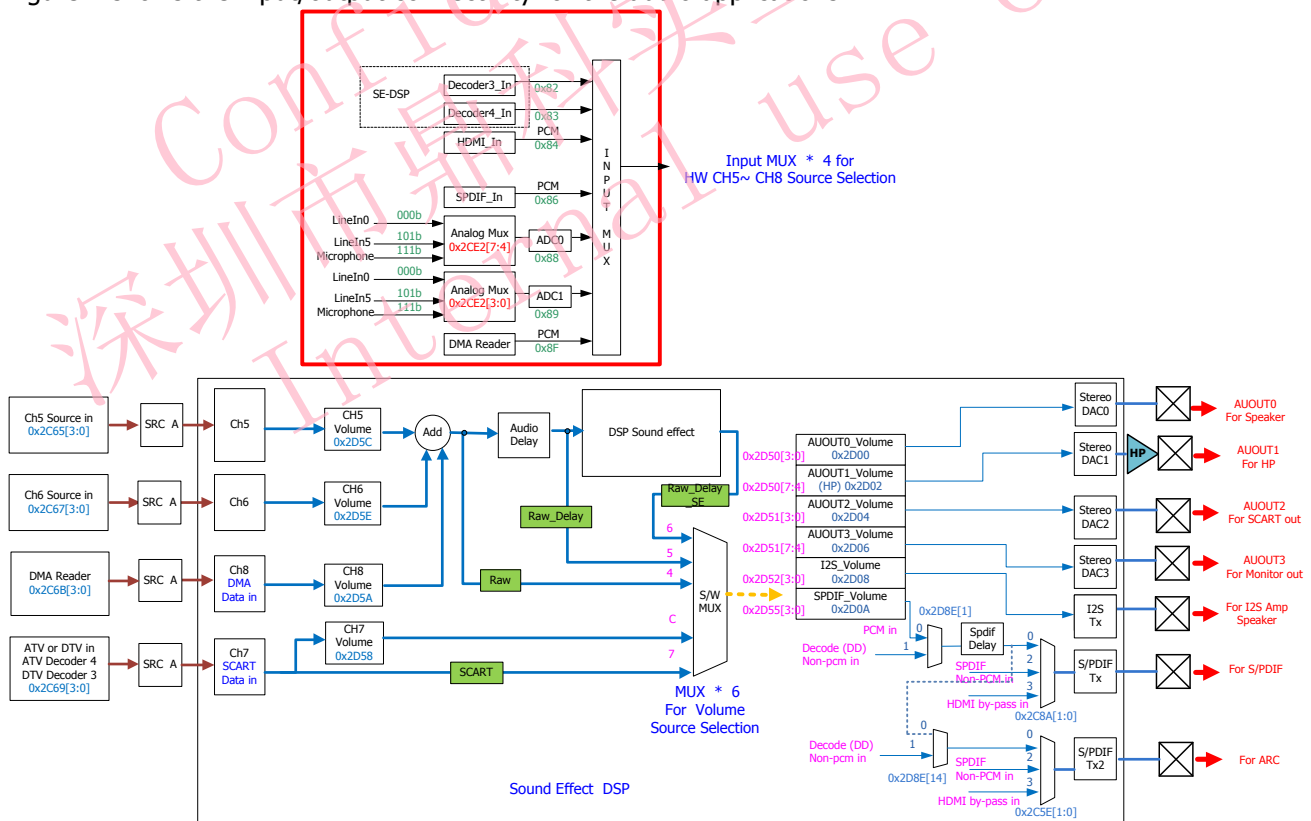 SE-DSP
Decoder3_In
0x82
Decoder4_In
0x83
HDMI_In
PCM
0x84
SPDIF_In
PCM
0x86
LineIn0
000b
LineIn5
101b
Microphone
111b
Analog Mux
0x2CE2[7:4]
ADC0
0x88
LineIn0
000b
LineIn5
101b
Microphone
111b
Analog Mux
0x2CE2[3:0]
ADC1
0x89
DMA Reader
PCM
0x8F
INPUT MUX
Input MUX * 4 for
HW CH5~ CH8 Source Selection
Internal use
深圳市鼎科实
Ch5 Source in
0x2C65[3:0]
SRC A
Ch5
CH5
Volume
0x2D5C
Add
Audio
Delay
DSP Sound effect
Ch6 Source in
0x2C67[3:0]
SRC A
Ch6
CH6
Volume
0x2D5E
Raw_Delay
Raw_Delay
_SE
DMA Reader
0x2C6B[3:0]
SRC A
Ch8
DMA
Data in
CH8
Volume
0x2D5A
Raw
ATV or DTV in
ATV Decoder 4
DTV Decoder 3
0x2C69[3:0]
SRC A
Ch7
SCART
Data in
CH7
Volume
0x2D58
SCART
6
5
4
C
7
S/W
MUX
MUX * 6
For Volume
Source Selection
0x2D50[3:0]
0x2D50[7:4]
0x2D51[3:0]
0x2D51[7:4]
0x2D52[3:0]
0x2D55[3:0]
AUOUT0_Volume
0x2D00
AUOUT1_Volume
(HP) 0x2D02
AUOUT2_Volume
0x2D04
AUOUT3_Volume
0x2D06
I2S_Volume
0x2D08
SPDIF_Volume
0x2D0A
Stereo
DAC0
AUOUT0
For Speaker
Stereo
DAC1
HP
AUOUT1
For HP
Stereo
DAC2
AUOUT2
For SCART out
Stereo
DAC3
AUOUT3
For Monitor out
I2S
Tx
For I2S Amp
Speaker
0x2D8E[1]
PCM in
0
Decode (DD)
Non-pcm in
1
Spdif
Delay
0
SPDIF
Non-PCM in
2
HDMI by-pass in
3
0x2C8A[1:0]
S/PDIF
Tx
For S/PDIF
0
Decode (DD)
Non-pcm in
1
0x2D8E[14]
0
SPDIF
Non-PCM in
2
HDMI by-pass in
3
0x2C5E[1:0]
S/PDIF
Tx2
For ARC
Sound Effect DSP